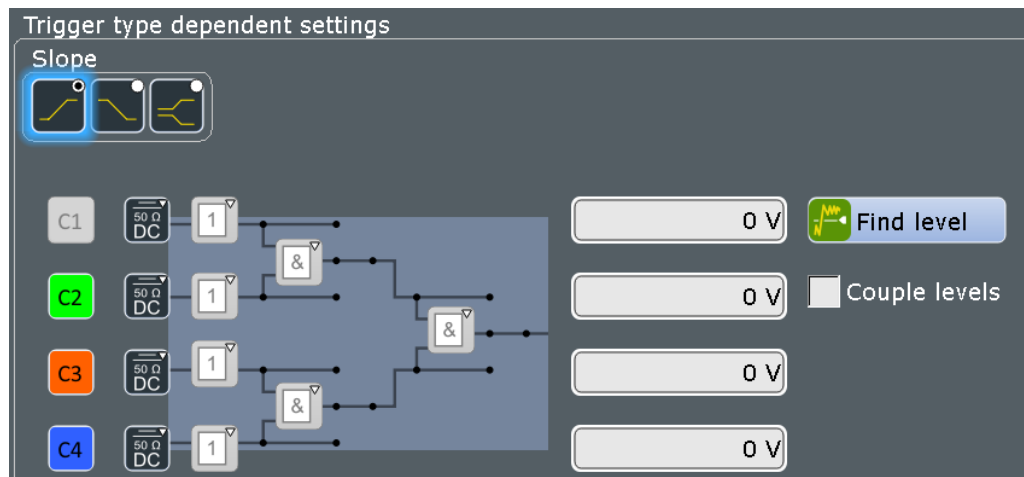 Trigger type dependent settings
Slope
C1
50 Ω
DC
1
0 V
Find level
&
C2
50 Ω
DC
1
0 V
Couple levels
&
C3
50 Ω
DC
1
0 V
&
C4
50 Ω
DC
1
0 V